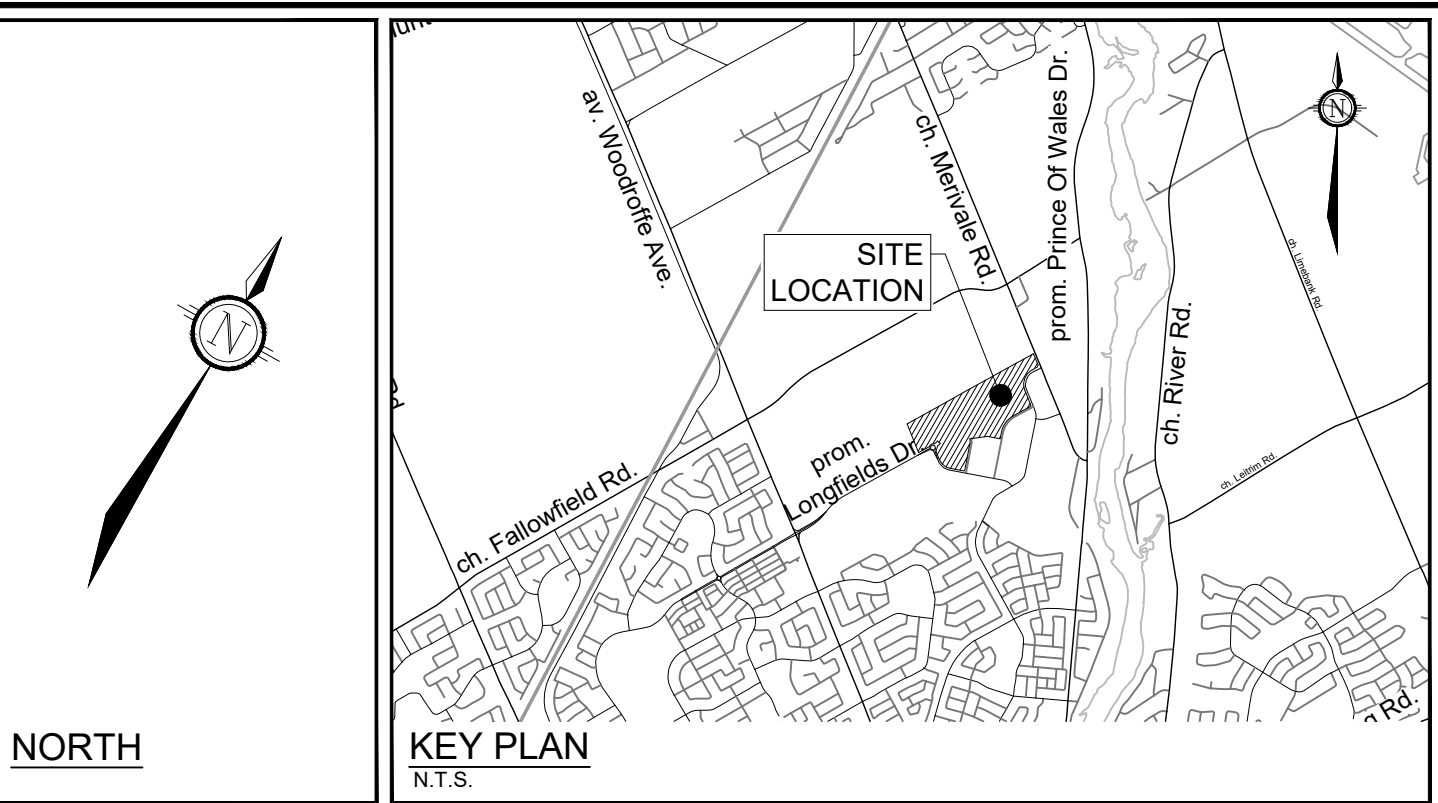 N
NORTH
av. Woodroffe Ave.
ch. Merivale Rd.
prom. Prince Of Wales Dr.
N
SITE
LOCATION
ch. Limebank Rd.
ch. River Rd.
prom.
Longfields Dr.
ch. Leitrim Rd.
ch. Fallowfield Rd.
Rd.
KEY PLAN
N.T.S.